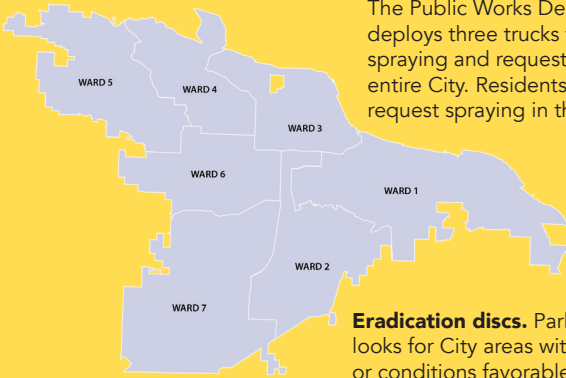 The Public Works De
deploys three trucks
spraying and request
entire City. Residents
request spraying in th
WARD 5
WARD 4
WARD 3
WARD 6
WARD 1
WARD 2
WARD 7
Eradication discs. Park
looks for City areas wit
or conditions favorable